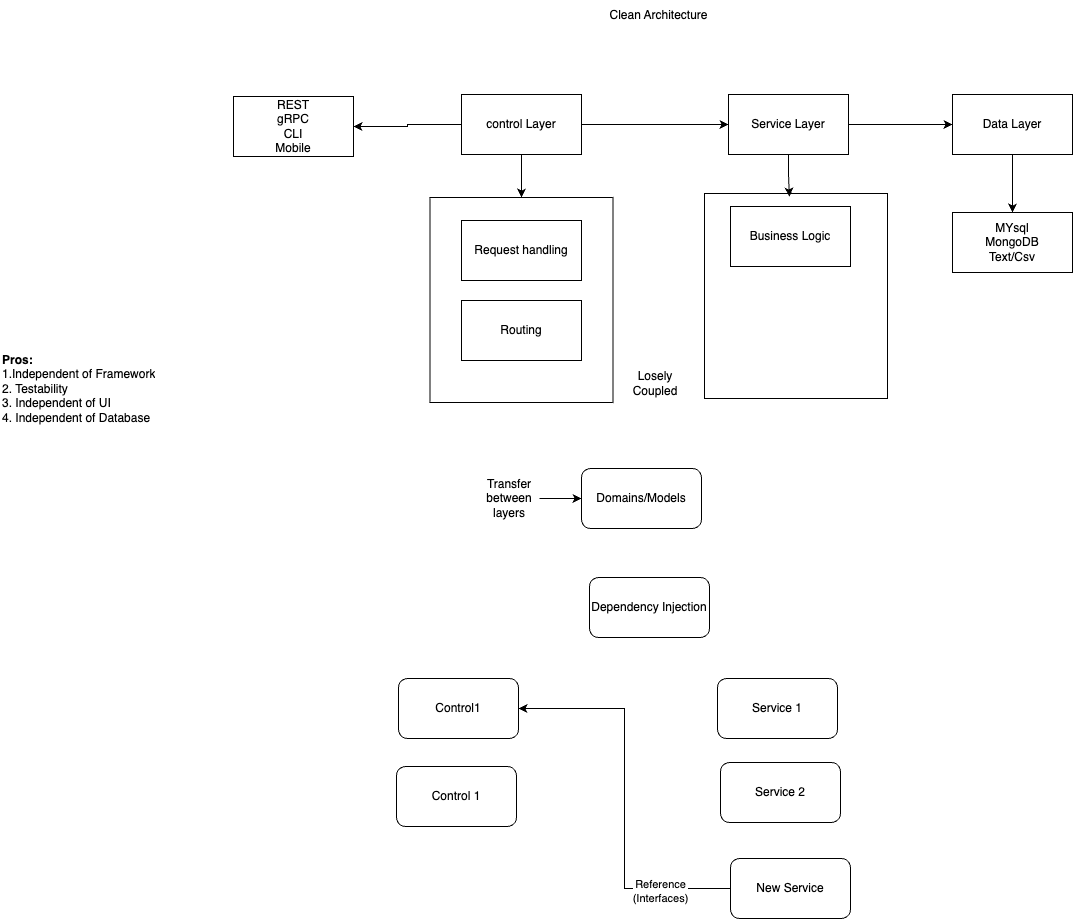 Clean Architecture
REST
gRPC
CLI
Mobile
control Layer
Service Layer
Data Layer
Request handling
Routing
Business Logic
MYsql
MongoDB
Text/Csv
Pros:
1.Independent of Framework
2. Testability
3. Independent of UI
4. Independent of Database
Losely
Coupled
Transfer
between
layers
Domains/Models
Dependency Injection
Control1
Service 1
Control 1
Service 2
Reference
(Interfaces)
New Service